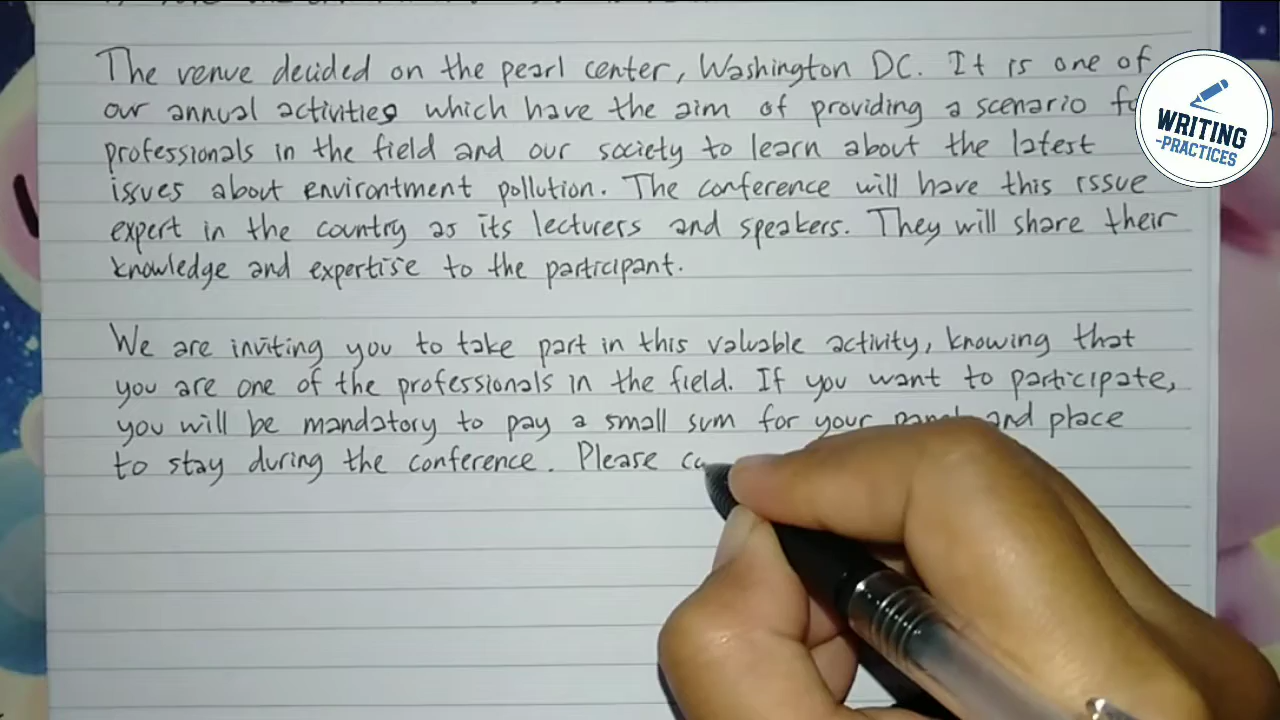 The venue decided on the pearl center, Washington DC. It is one of
our annual activities which have the aim of providing a scenario
professionals in the field and our society to learn about the latest
issues about environtment pollution. The conference will have this issue
expert in the country as its lecturers and speakers. They will share their
knowledge and expertise to the participant.
We are inviting you to take part in this valuable activity, knowing that
you are one of the professionals in the field. If you want to participate,
you will be mandatory to pay a small sum for your and place
to stay during the conference. Please
WRITING
-PRACTICES